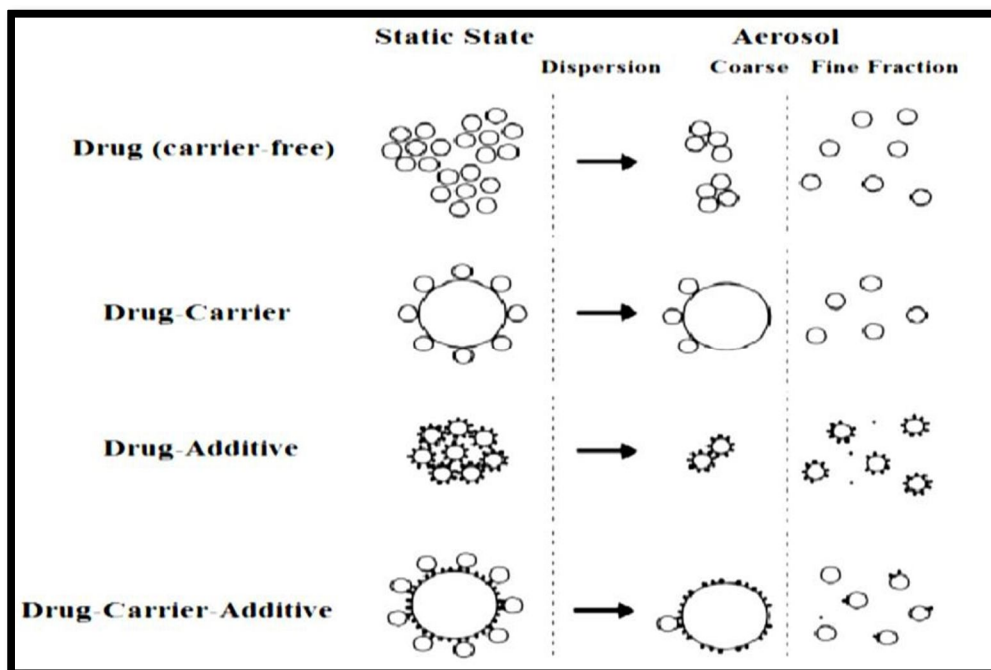 Static State Aerosol
Dispersion Coarse Fine Fraction
Drug (carrier-free)
Drug-Carrier
Drug-Additive
Drug-Carrier-Additive